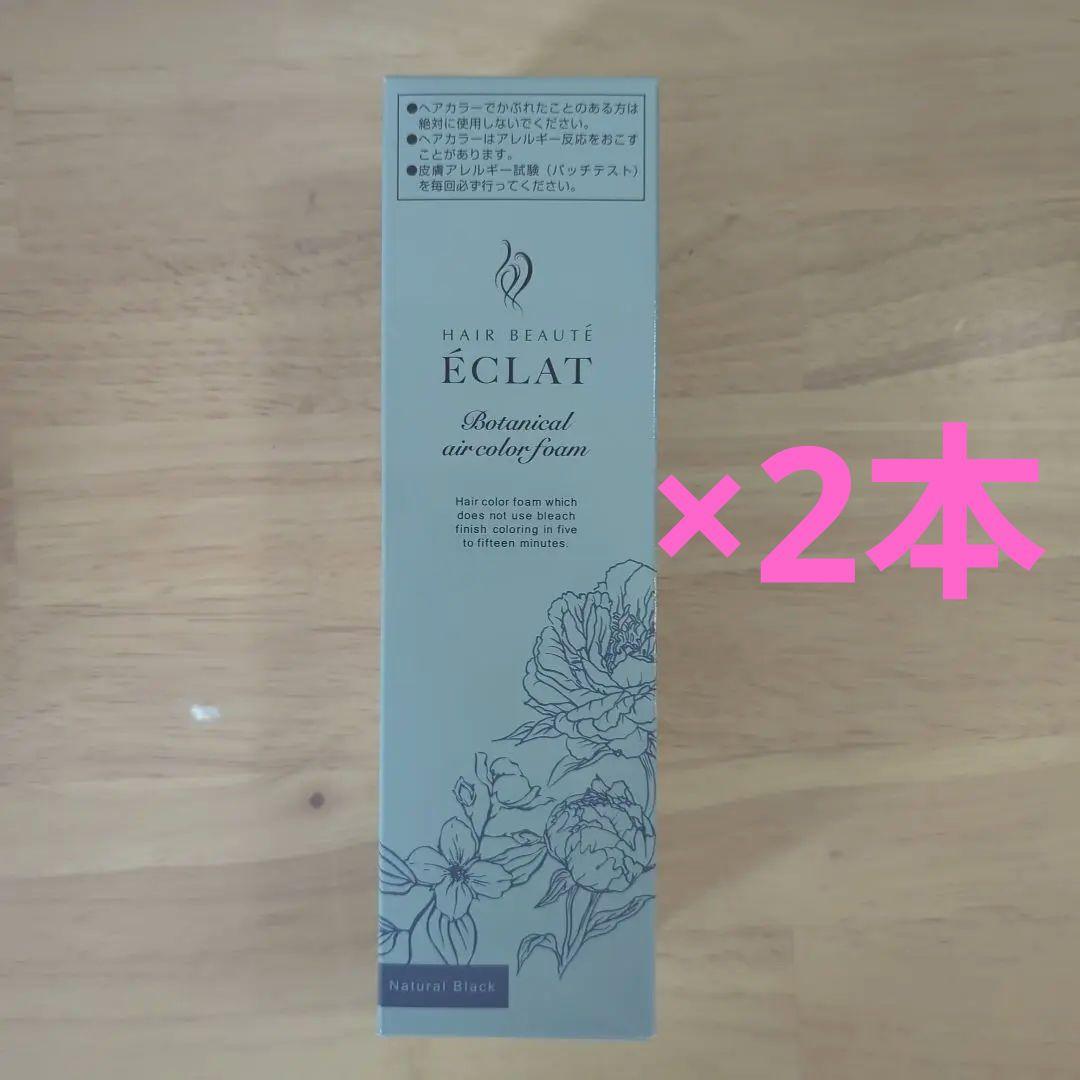 ●ヘアカラーでかぶれたことのある方は
絶対に使用しないでください。
●ヘアカラーはアレルギー反応をおこす
ことがあります。
●皮膚アレルギー試験（パッチテスト）
を毎回必ず行ってください。
HAIR BEAUTÉ
ÉCLAT
Botanical
air color foam
Hair color foam which
does not use bleach
finish coloring in five
to fifteen minutes.
×2本
Natural Black